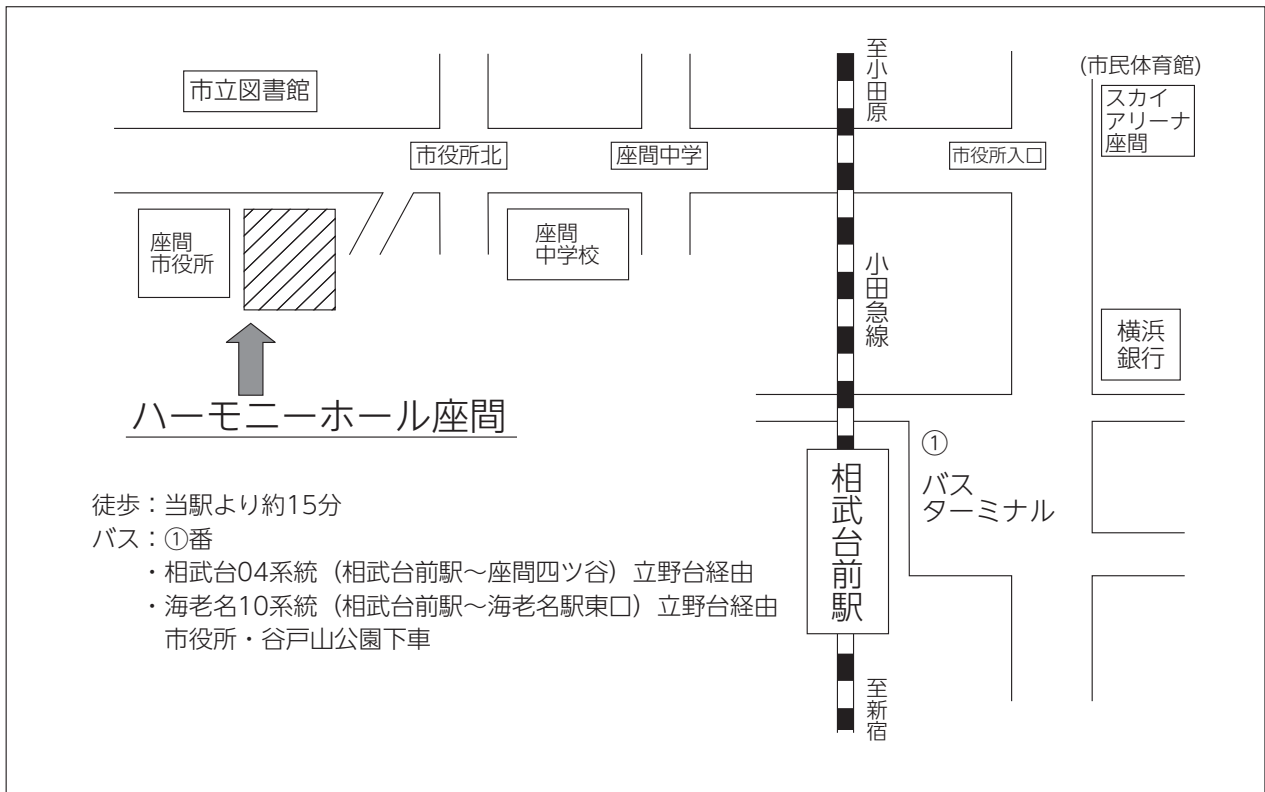 至小田原
(市民体育館)
スカイ
アリーナ
座間
市立図書館
市役所北
座間中学
市役所入口
座間
市役所
座間
中学校
小田急線
横浜
銀行
ハーモニーホール座間
①
バス
ターミナル
相武台前駅
徒歩：当駅より約15分
バス：①番
・相武台04系統（相武台前駅～座間四ツ谷）立野台経由
・海老名10系統（相武台前駅～海老名駅東口）立野台経由
市役所・谷戸山公園下車
至新宿